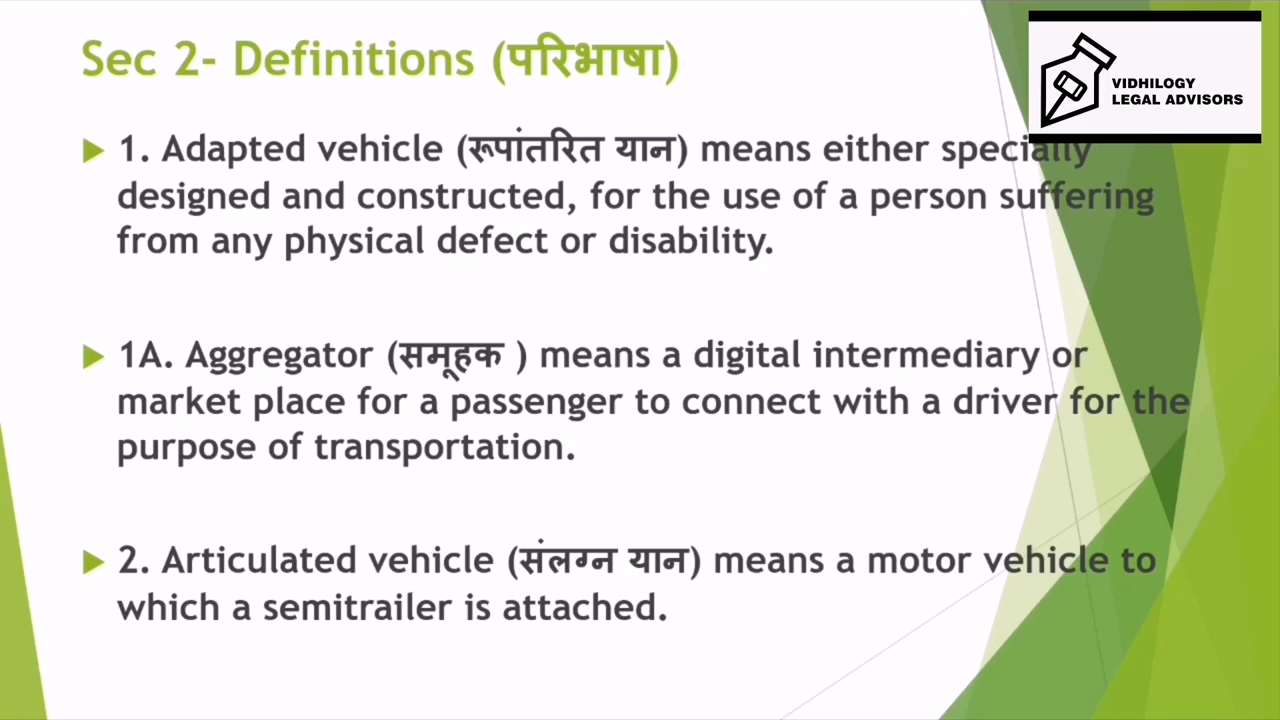 Sec 2- Definitions (परिभाषा)
VIDHILOGY
LEGAL ADVISORS
1. Adapted vehicle (रूपांतरित यान) means either specially
designed and constructed, for the use of a person suffering
from any physical defect or disability.
1A. Aggregator (समूहक ) means a digital intermediary or
market place for a passenger to connect with a driver for the
purpose of transportation.
2. Articulated vehicle (संलग्न यान) means a motor vehicle to
which a semitrailer is attached.